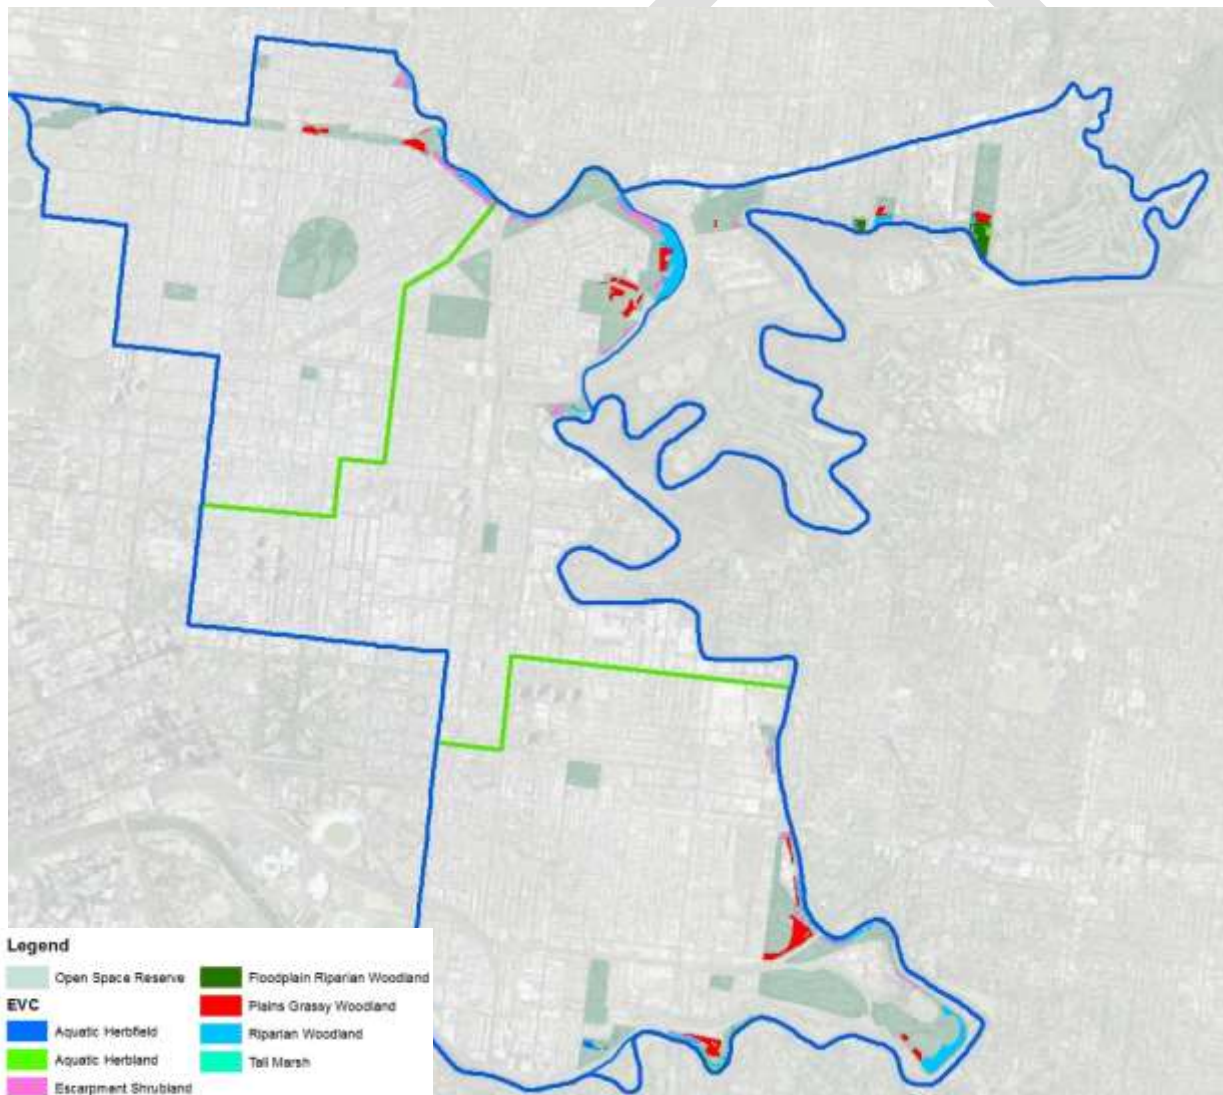 Legend
Open Space Reserve
EVC
Aquatic Herbfield
Aquatic Herbland
Escarpment Shrubland
Floodplain Riparian Woodland
Plains Grassy Woodland
Riparian Woodland
Tall Marsh